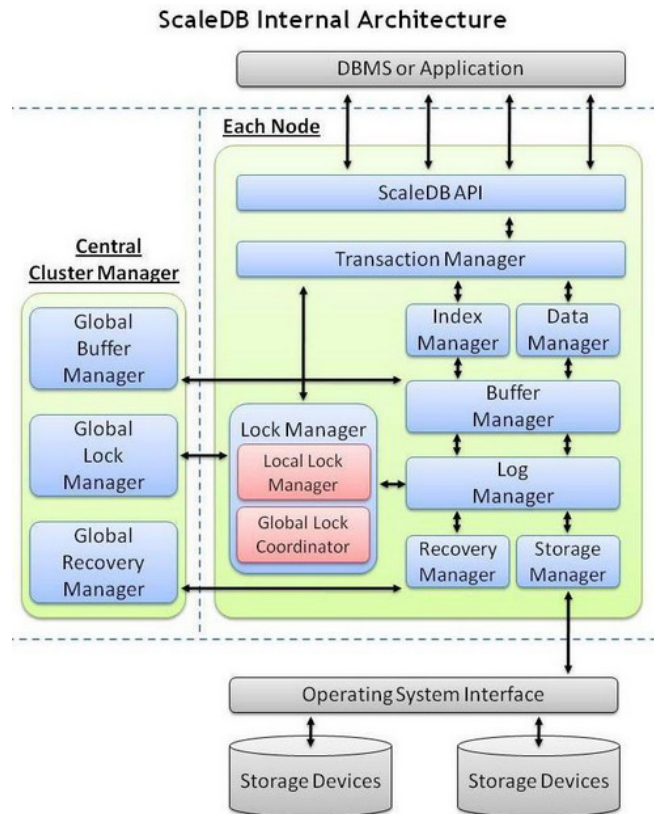 ScaleDB Internal Architecture
DBMS or Application
Each Node
ScaleDB API
Central
Cluster Manager
Transaction Manager
Global
Buffer
Manager
Index
Manager
Data
Manager
Buffer
Manager
Global
Lock
Manager
Lock Manager
Local Lock
Manager
Global Lock
Coordinator
Log
Manager
Global
Recovery
Manager
Recovery
Manager
Storage
Manager
Operating System Interface
Storage Devices
Storage Devices